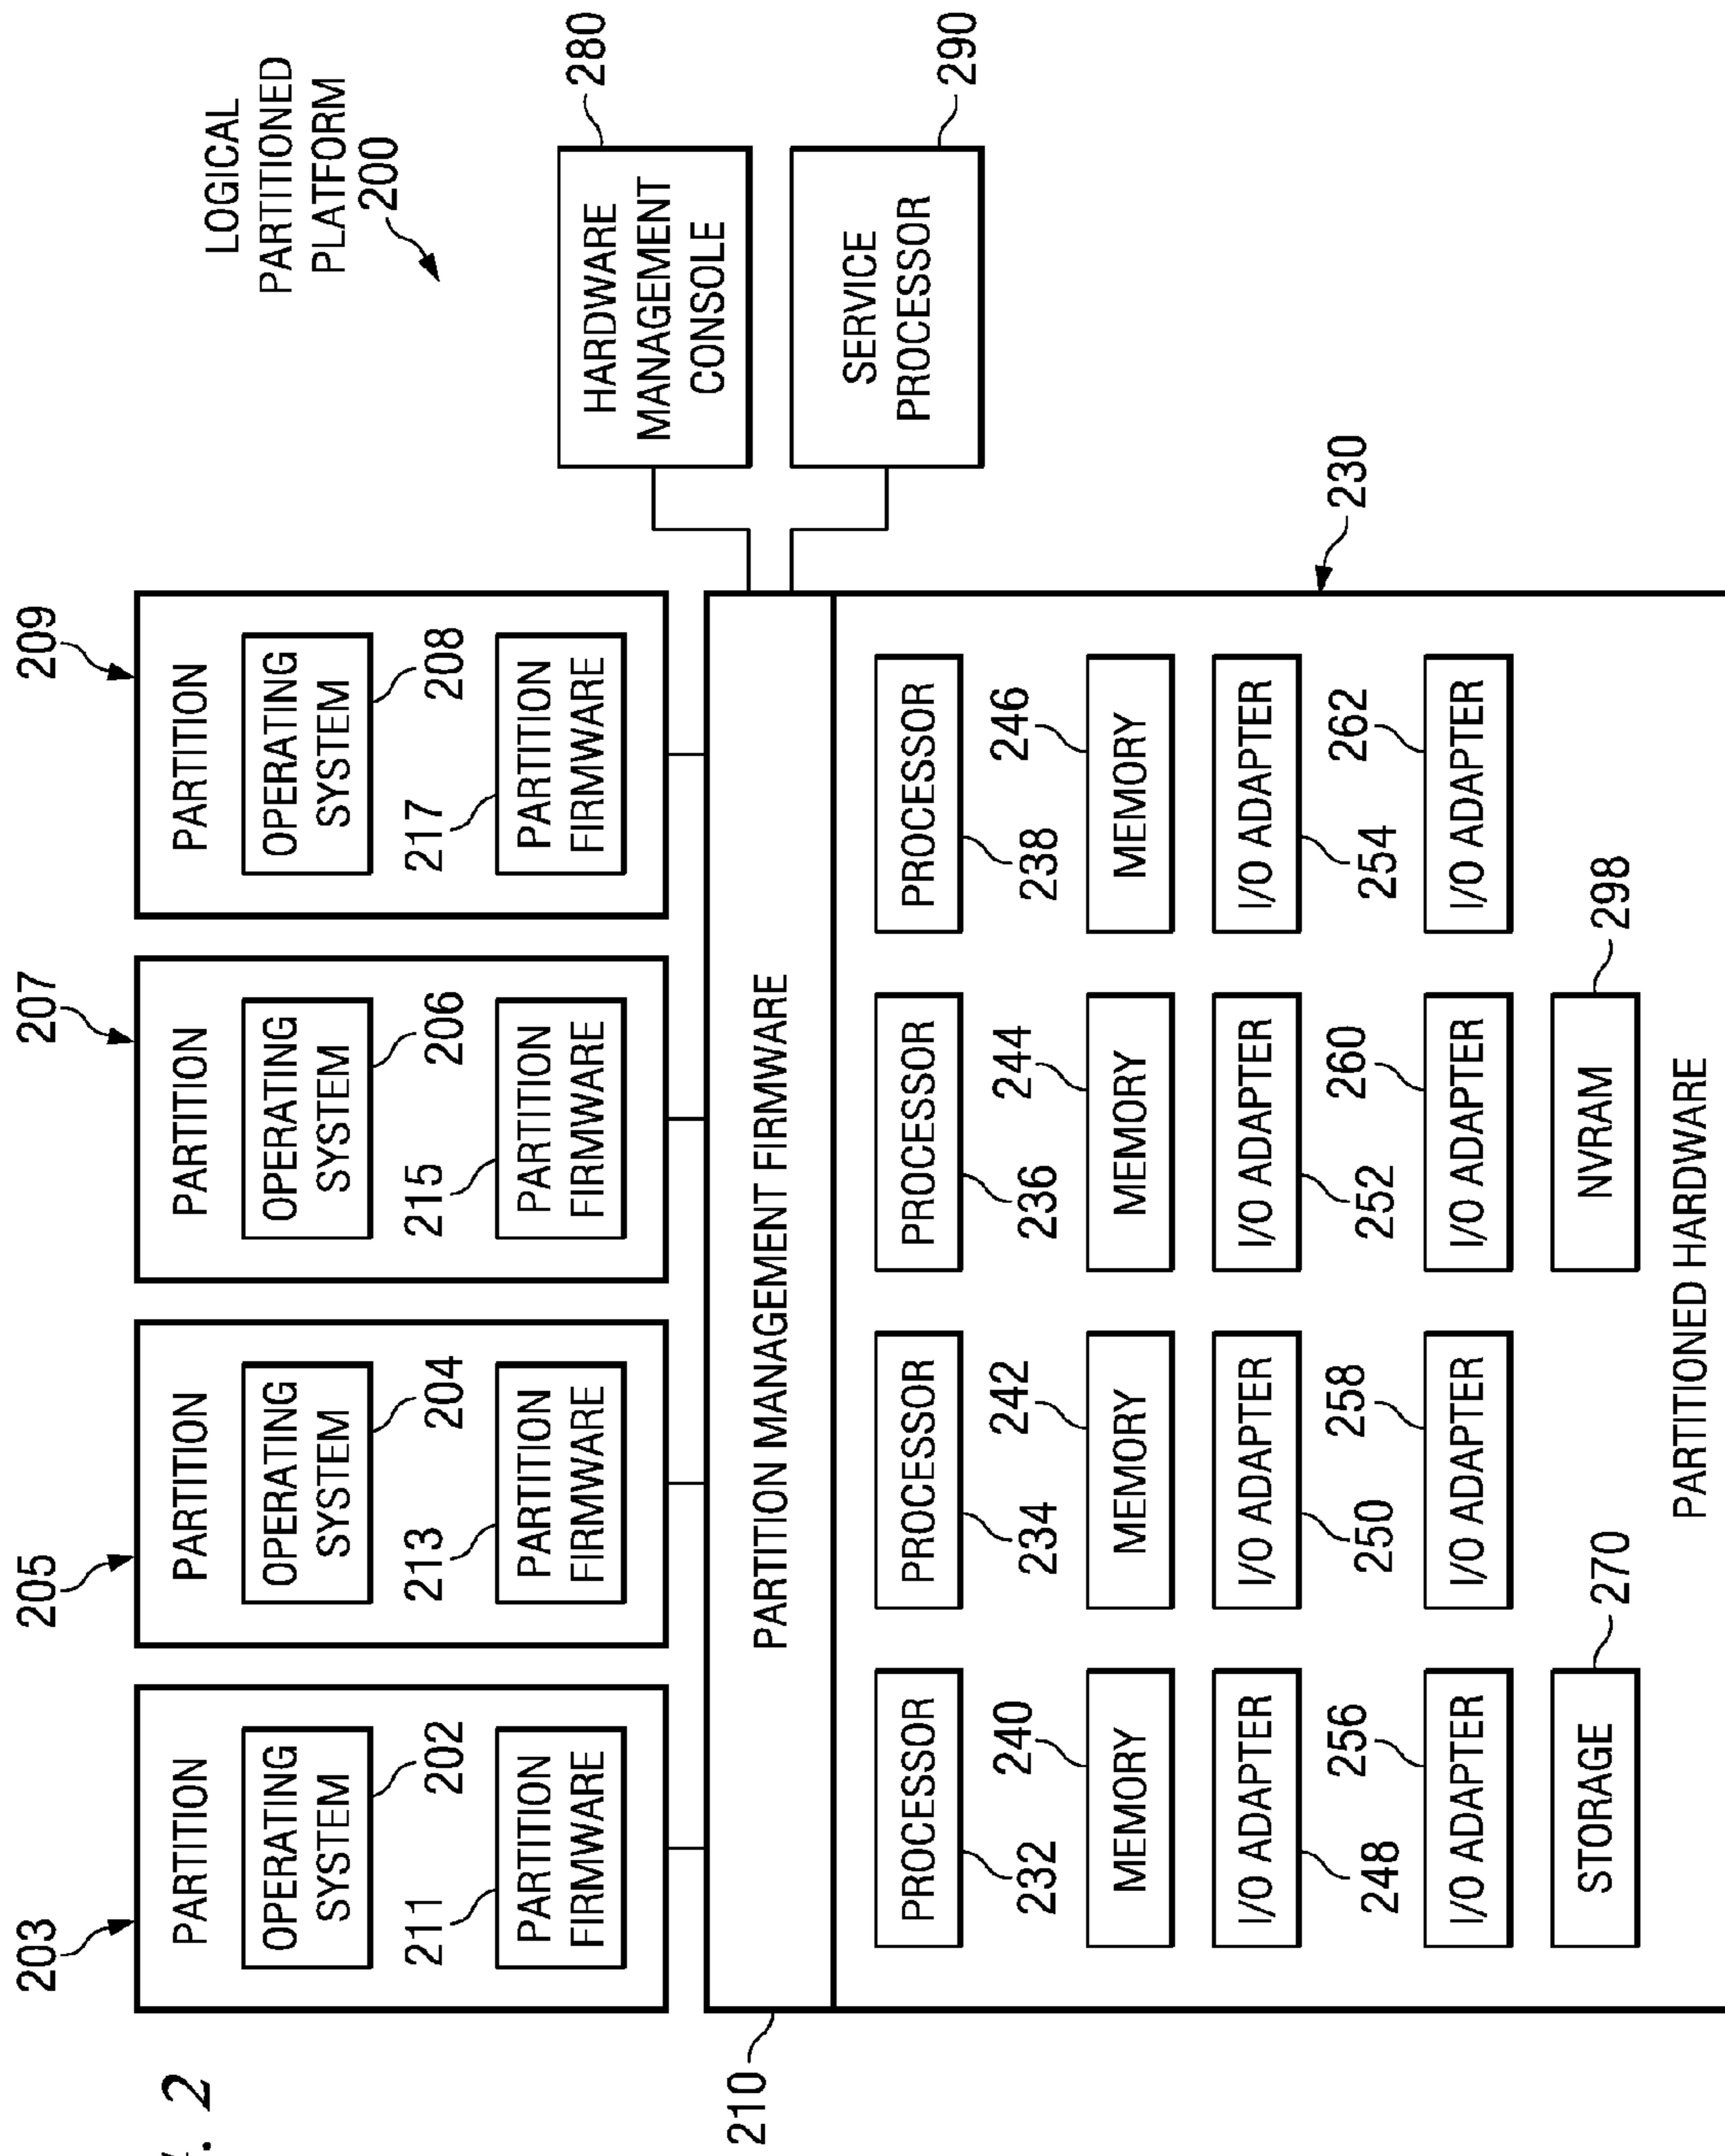 . 2
LOGICAL
PARTITIONED
PLATFORM
200
203
205
207
209
PARTITION
PARTITION
PARTITION
PARTITION
OPERATING
SYSTEM
OPERATING
SYSTEM
OPERATING
SYSTEM
OPERATING
SYSTEM
202
204
206
208
211
213
215
217
PARTITION
FIRMWARE
PARTITION
FIRMWARE
PARTITION
FIRMWARE
PARTITION
FIRMWARE
210
PARTITION MANAGEMENT FIRMWARE
HARDWARE
MANAGEMENT
CONSOLE
280
SERVICE
PROCESSOR
290
230
PROCESSOR
PROCESSOR
PROCESSOR
PROCESSOR
232
234
236
238
240
242
244
246
MEMORY
MEMORY
MEMORY
MEMORY
I/O ADAPTER
I/O ADAPTER
I/O ADAPTER
I/O ADAPTER
248
250
252
254
256
258
260
262
I/O ADAPTER
I/O ADAPTER
I/O ADAPTER
I/O ADAPTER
STORAGE
270
NVRAM
298
PARTITIONED HARDWARE